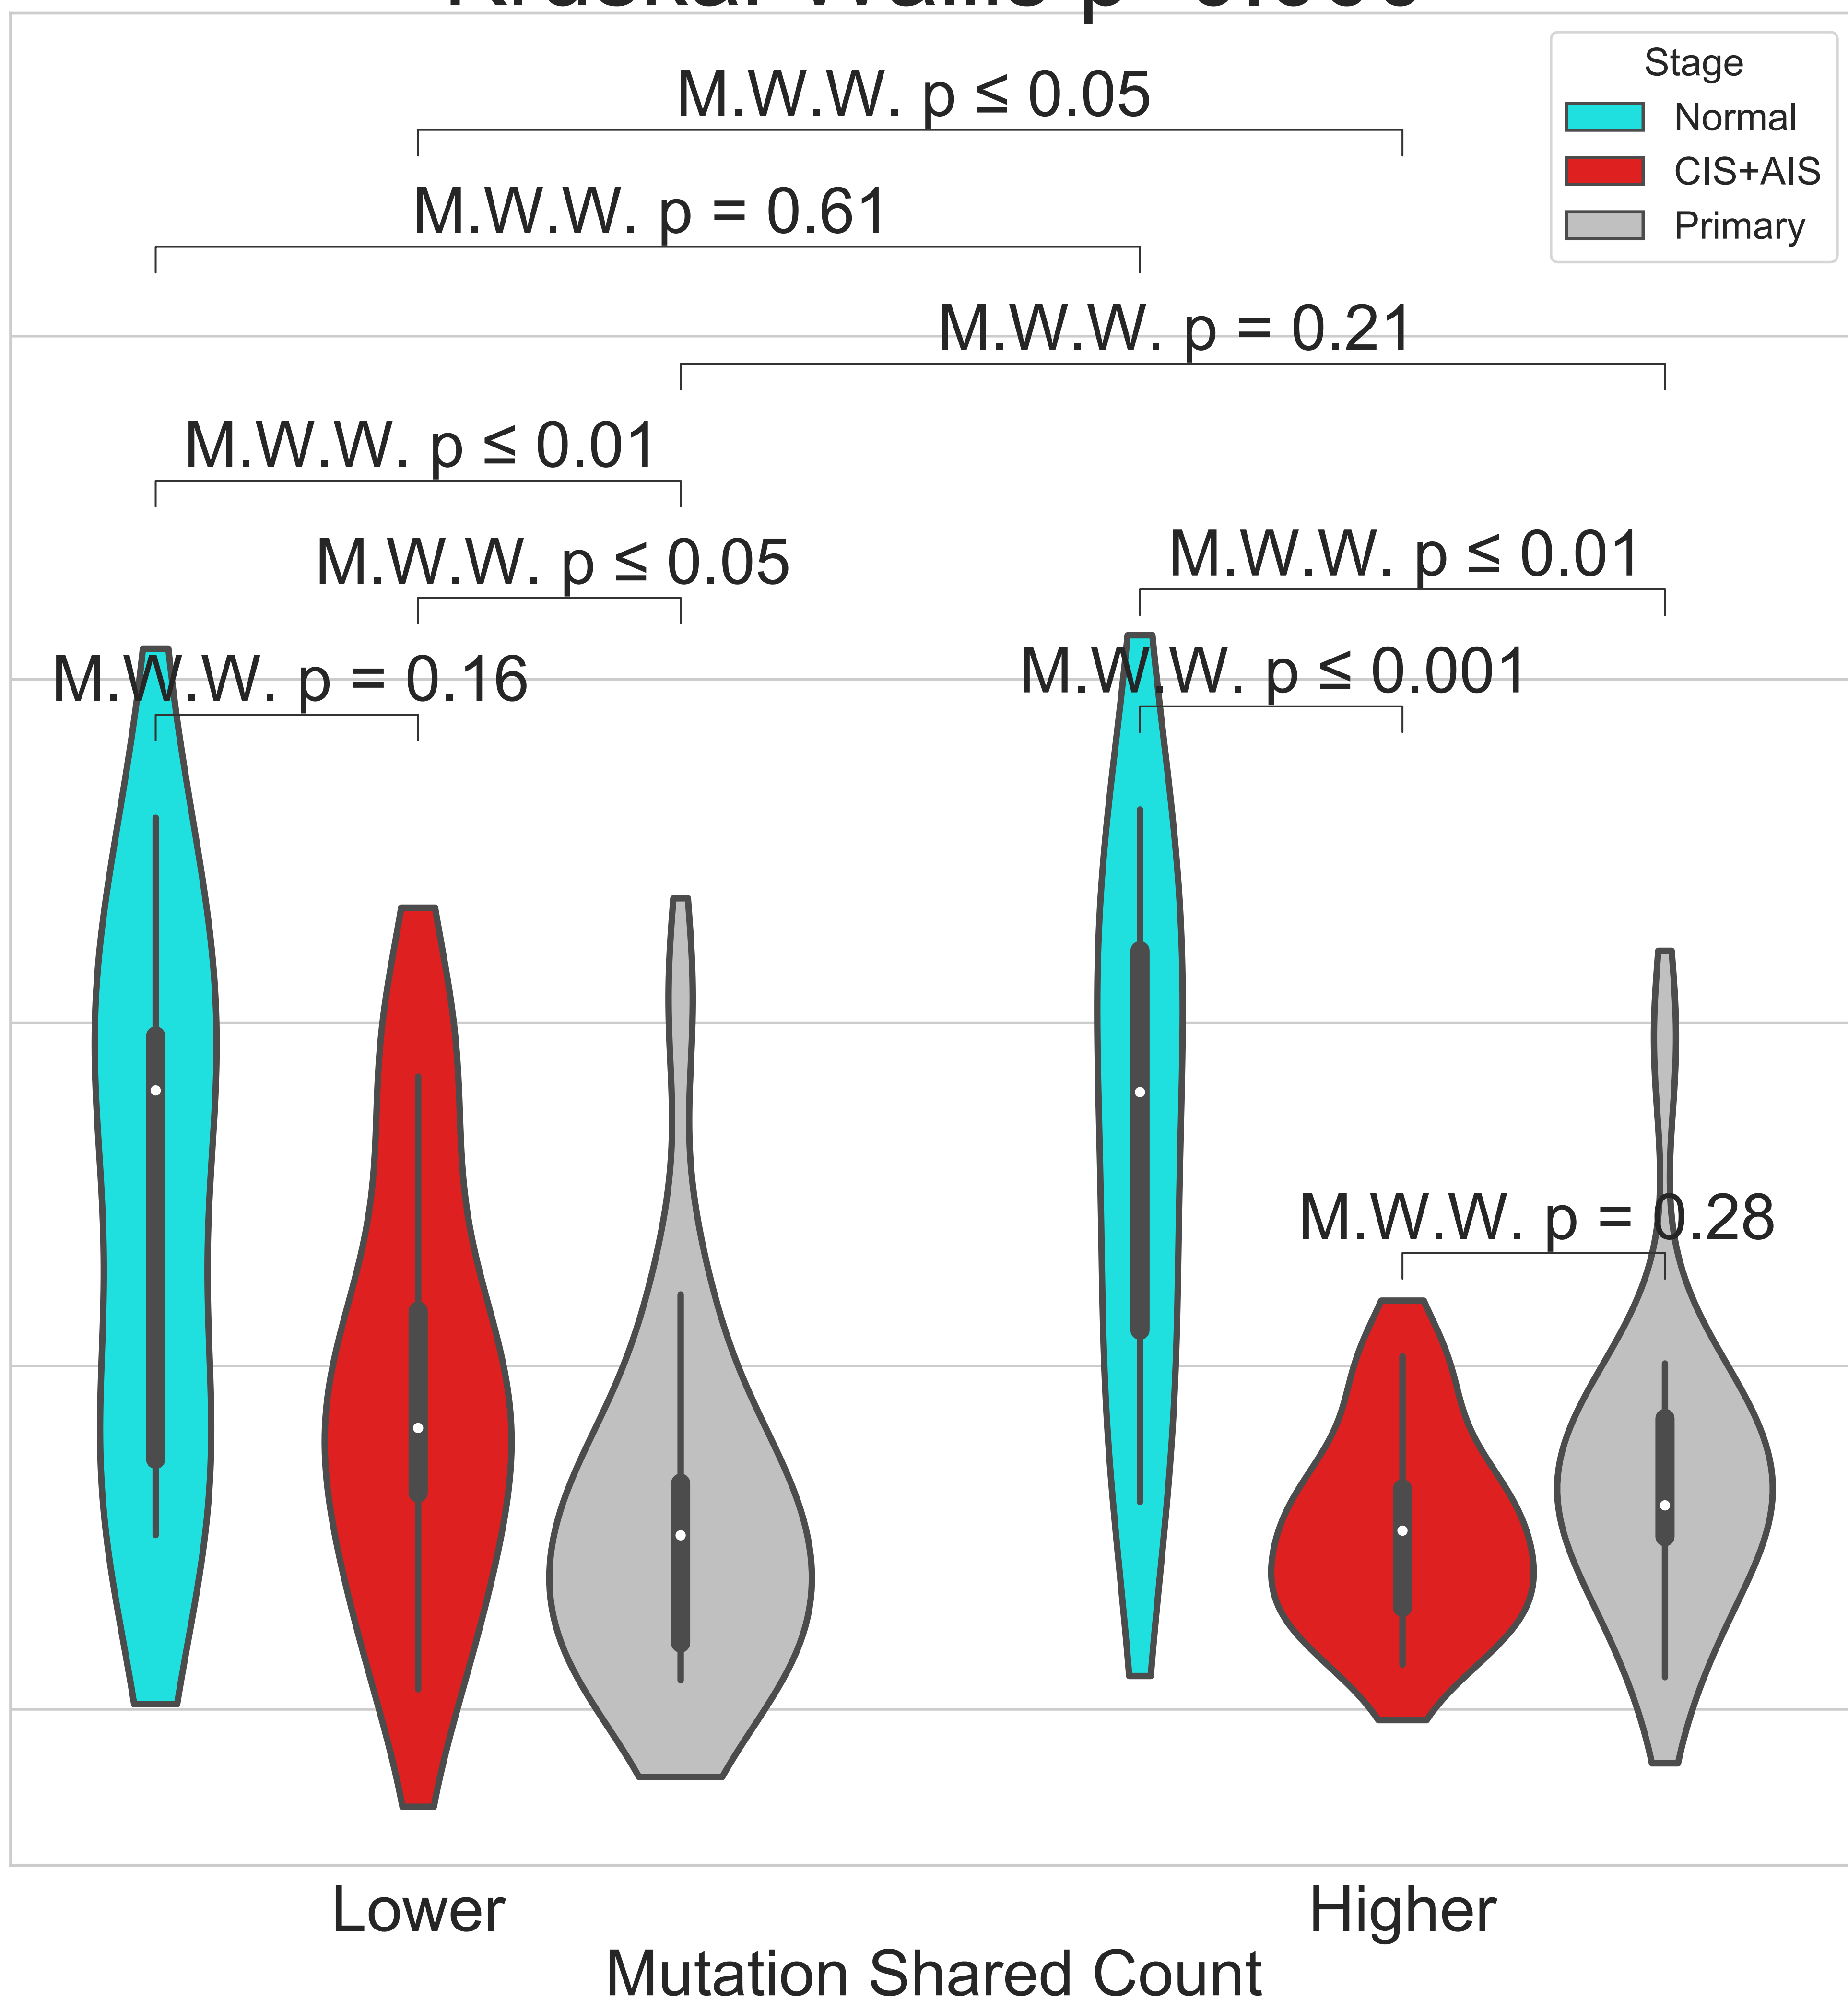 Stage
Normal
CIS+AIS
Primary
M.W.W. p ≤ 0.05
M.W.W. p = 0.61
M.W.W. p = 0.21
M.W.W. p ≤ 0.01
M.W.W. p ≤ 0.05
M.W.W. p ≤ 0.01
M.W.W. p = 0.16
M.W.W. p ≤ 0.001
M.W.W. p = 0.28
Lower
Higher
Mutation Shared Count